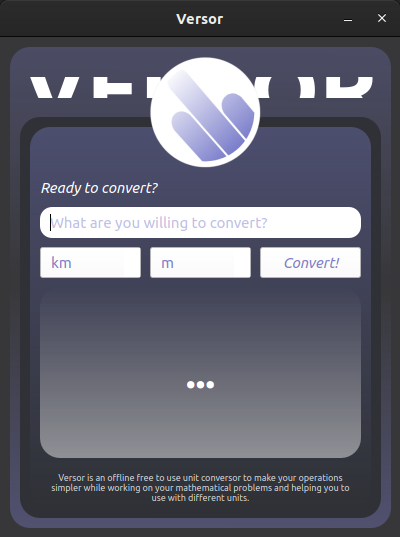 Versor
VERSOR
Ready to convert?
What are you willing to convert?
km
m
Convert!
•••
Versor is an offline free to use unit conversor to make your operations
simpler while working on your mathematical problems and helping you to
use with different units.